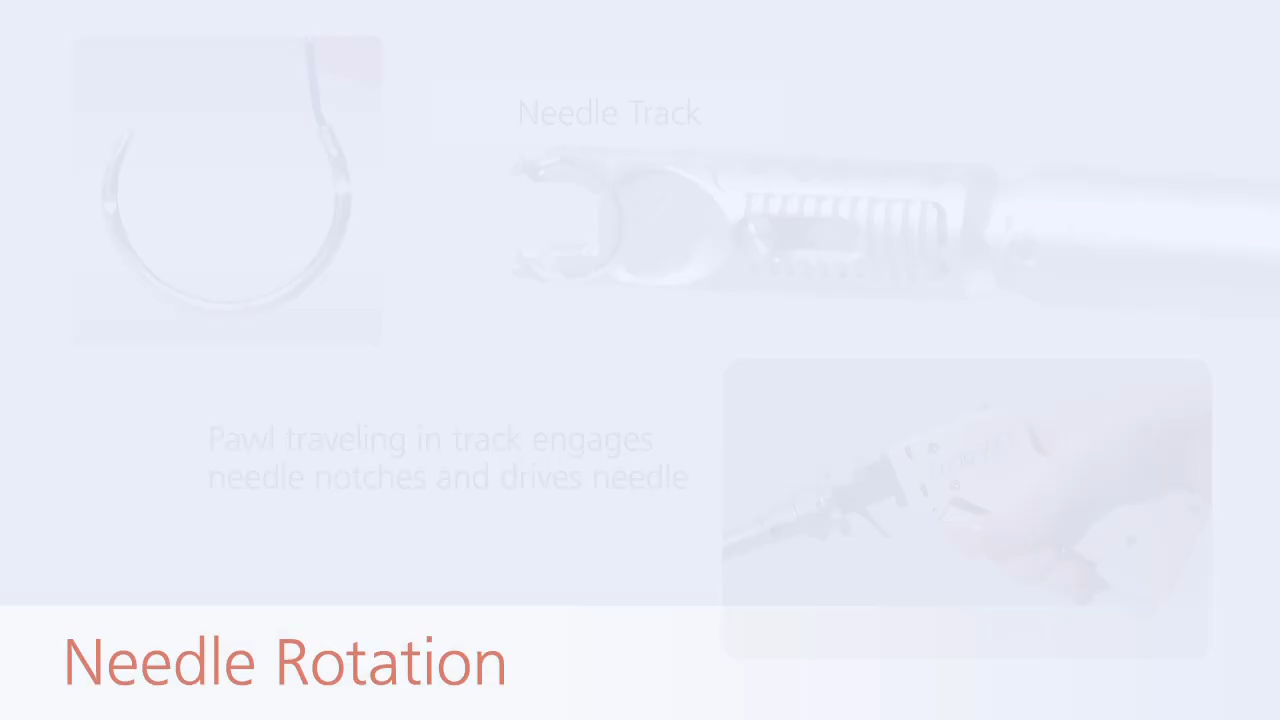 Needle Track
Pawl traveling in track engages
needle notches and drives needle
Needle Rotation